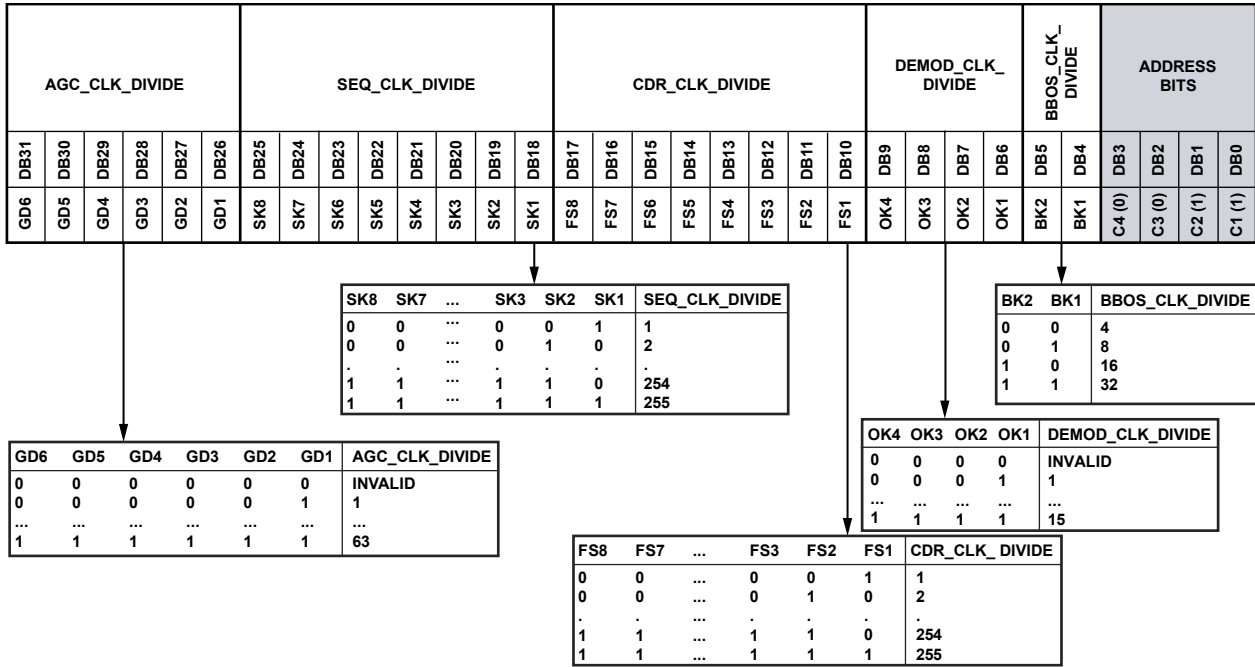 AGC_CLK_DIVIDE SEQ_CLK_DIVIDE CDR_CLK_DIVIDE DEMOD_CLK_ DIVIDE BBOS_CLK_ DIVIDE ADDRESS BITS
DB31 DB30 DB29 DB28 DB27 DB26 DB25 DB24 DB23 DB22 DB21 DB20 DB19 DB18 DB17 DB16 DB15 DB14 DB13 DB12 DB11 DB10 DB9 DB8 DB7 DB6 DB5 DB4 DB3 DB2 DB1 DB0
GD6 GD5 GD4 GD3 GD2 GD1 SK8 SK7 SK6 SK5 SK4 SK3 SK2 SK1 FS8 FS7 FS6 FS5 FS4 FS3 FS2 FS1 OK4 OK3 OK2 OK1 BK2 BK1 C4 (0) C3 (0) C2 (1) C1 (1)
SK8 SK7 ... SK3 SK2 SK1 SEQ_CLK_DIVIDE
0 0 ... 0 0 1 1
0 0 ... 0 1 0 2
. . ... . . . .
1 1 ... 1 1 0 254
1 1 ... 1 1 1 255
BK2 BK1 BBOS_CLK_DIVIDE
0 0 4
0 1 8
1 0 16
1 1 32
GD6 GD5 GD4 GD3 GD2 GD1 AGC_CLK_DIVIDE
0 0 0 0 0 0 INVALID
0 0 0 0 0 1 1
... ... ... ... ... ... ...
1 1 1 1 1 1 63
OK4 OK3 OK2 OK1 DEMOD_CLK_DIVIDE
0 0 0 0 INVALID
0 0 0 1 1
... ... ... ... ...
1 1 1 1 15
FS8 FS7 ... FS3 FS2 FS1 CDR_CLK_ DIVIDE
0 0 ... 0 0 1 1
0 0 ... 0 1 0 2
. . ... . . . .
1 1 ... 1 1 0 254
1 1 ... 1 1 1 255